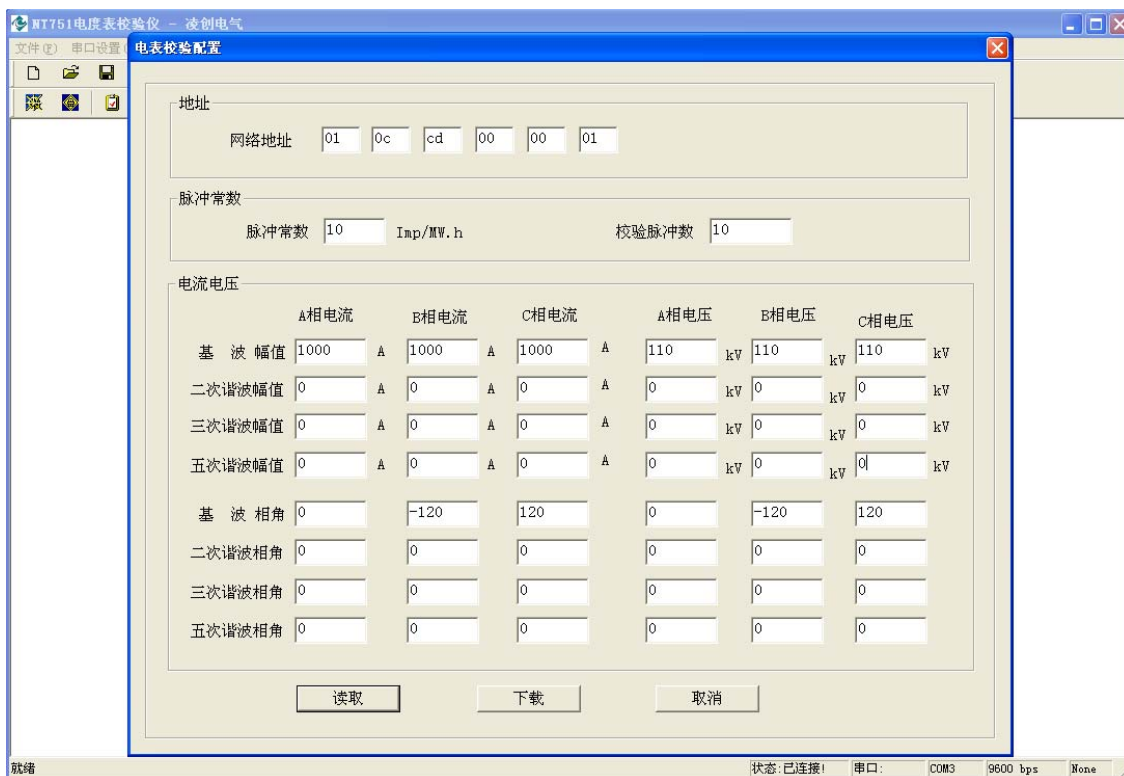 NT751电度表校验仪 - 凌创电气
文件(F) 串口设置(
电表校验配置
地址
网络地址 01 0c cd 00 00 01
脉冲常数
脉冲常数 10 Imp/MW.h 校验脉冲数 10
电流电压
A相电流 B相电流 C相电流 A相电压 B相电压 C相电压
基 波 幅值 1000 A 1000 A 1000 A 110 kV 110 kV 110 kV
二次谐波幅值 0 A 0 A 0 A 0 kV 0 kV 0 kV
三次谐波幅值 0 A 0 A 0 A 0 kV 0 kV 0 kV
五次谐波幅值 0 A 0 A 0 A 0 kV 0 kV 0 kV
基 波 相角 0 -120 120 0 -120 120
二次谐波相角 0 0 0 0 0 0
三次谐波相角 0 0 0 0 0 0
五次谐波相角 0 0 0 0 0 0
读取 下载 取消
就绪 状态:已连接! 串口: COM3 9600 bps None